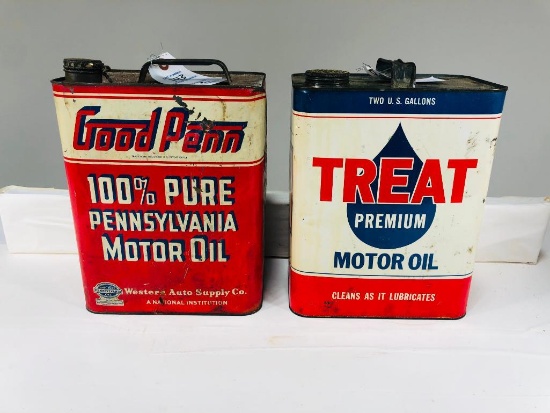 Good Penn
100% PURE
PENNSYLVANIA
MOTOR OIL
Western Auto Supply Co.
A NATIONAL INSTITUTION
TWO U.S. GALLONS
TREAT
PREMIUM
MOTOR OIL
CLEANS AS IT LUBRICATES